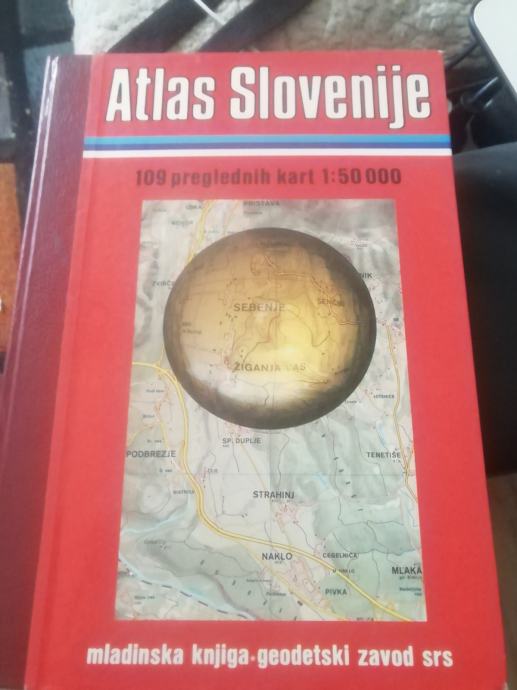 Atlas Slovenije
109 preglednih kart 1:50 000
PRISTAVA
SEBENJE
ŽIGANJA VAS
SP. DUPLJE
PODBREZJE
TENETIŠE
STRAHINJ
NAKLO
CEGELNICA
MLAKA
PIVKA
mladinska knjiga·geodetski zavod srs